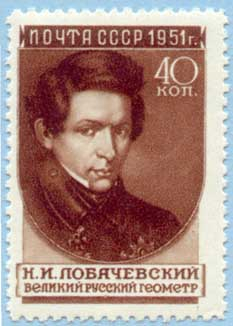 ПОЧТА СССР 1951г.
40
КОП.
Н.И.ЛОБАЧЕВСКИЙ
ВЕЛИКИЙ РУССКИЙ ГЕОМЕТР